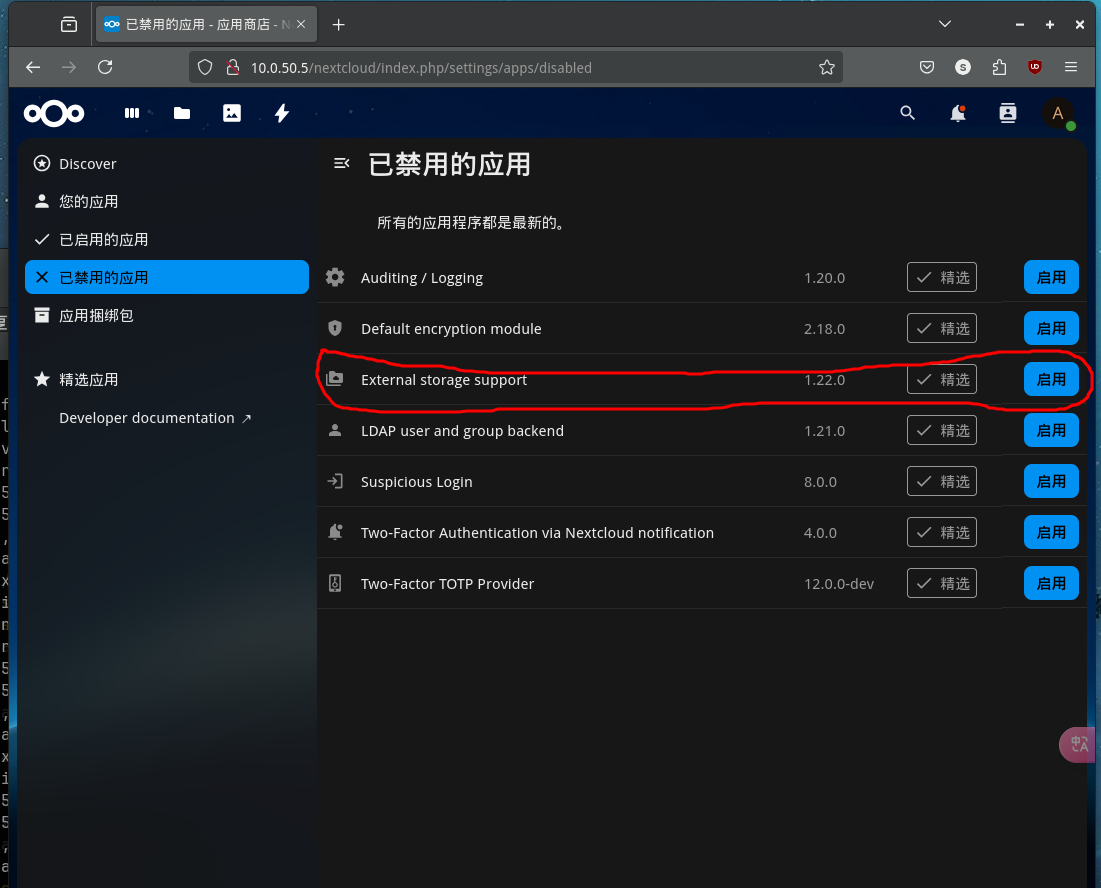 已禁用的应用 - 应用商店 - N
10.0.50.5/nextcloud/index.php/settings/apps/disabled
S
A
Discover
您的应用
已启用的应用
已禁用的应用
应用捆绑包
精选应用
Developer documentation ↗
已禁用的应用
所有的应用程序都是最新的。
Auditing / Logging 1.20.0 精选 启用
Default encryption module 2.18.0 精选 启用
External storage support 1.22.0 精选 启用
LDAP user and group backend 1.21.0 精选 启用
Suspicious Login 8.0.0 精选 启用
Two-Factor Authentication via Nextcloud notification 4.0.0 精选 启用
Two-Factor TOTP Provider 12.0.0-dev 精选 启用
中A